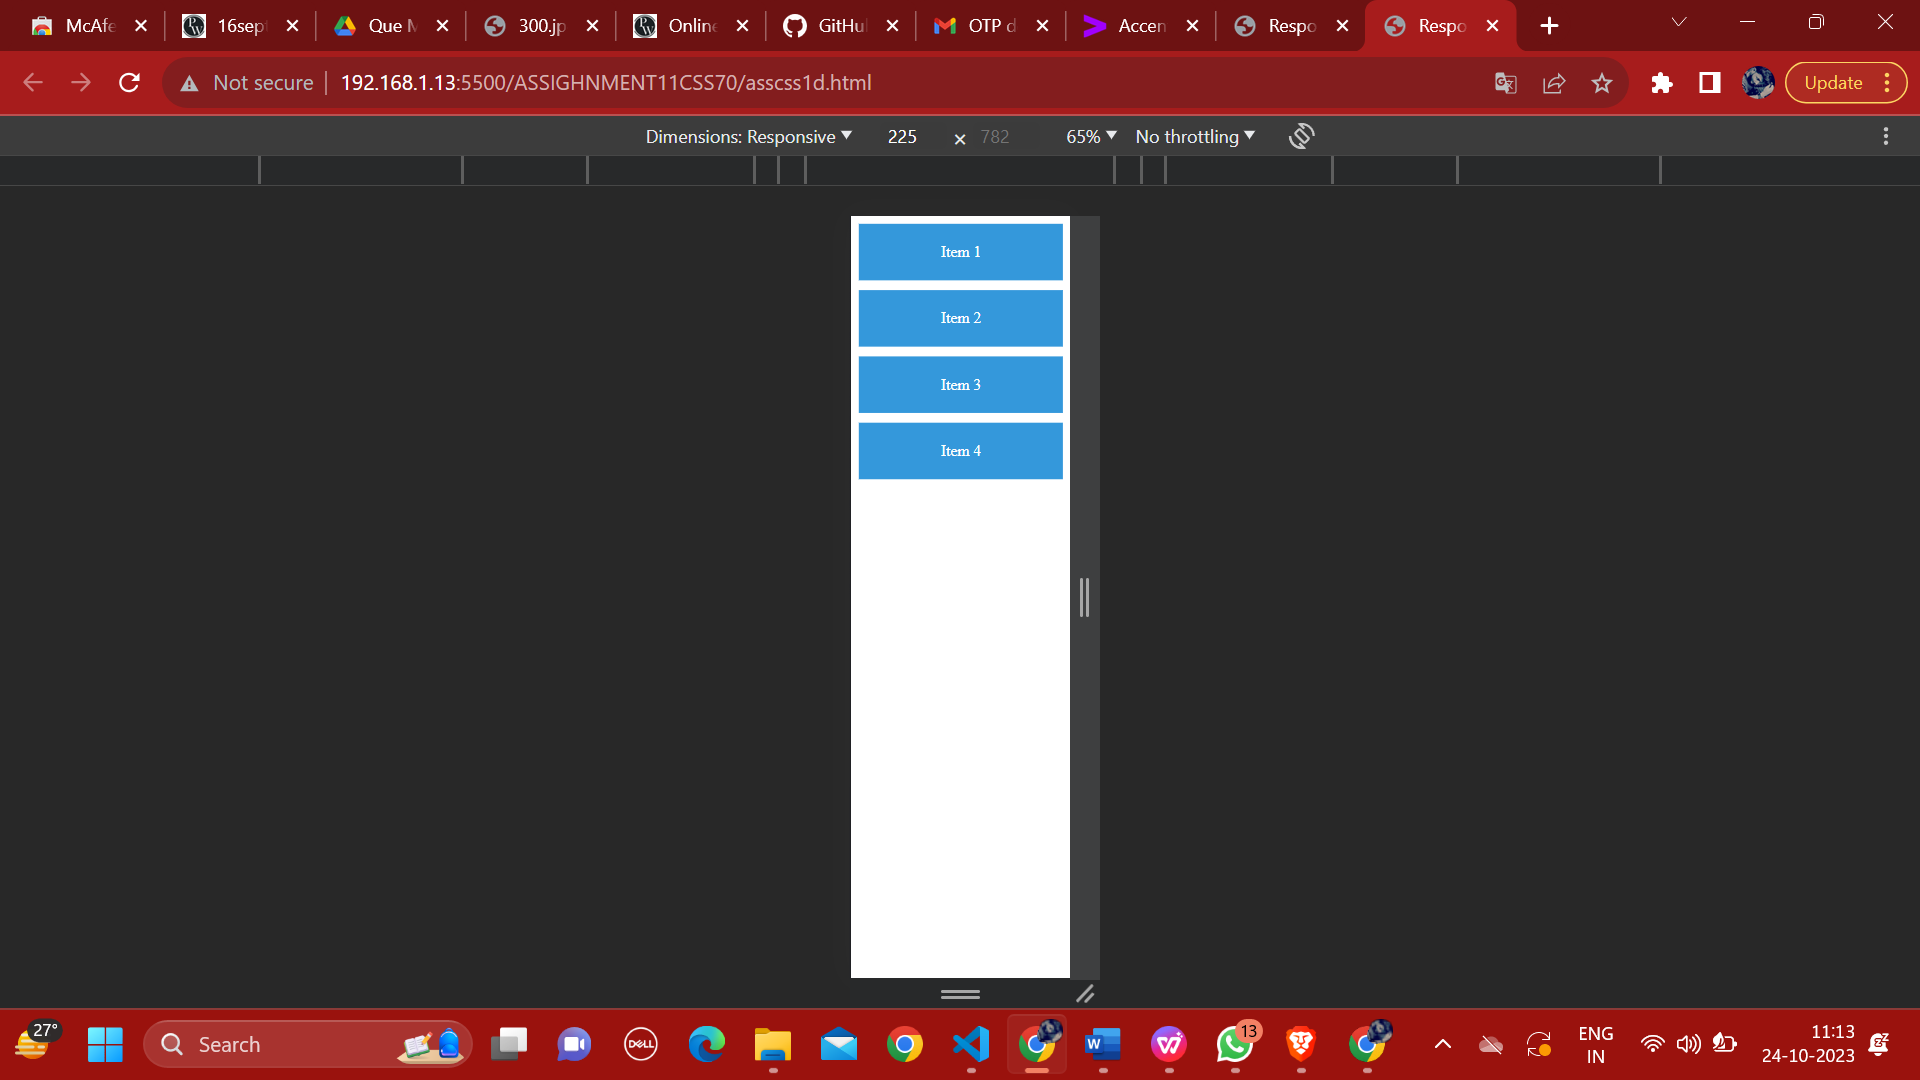 McAfe
16sept
Que M
300.jp
Online
GitHu
OTP d
Accen
Respo
Respo
Not secure
192.168.1.13:5500/ASSIGHNMENT11CSS70/asscss1d.html
Update
Dimensions: Responsive
225 × 782
65%
No throttling
Item 1
Item 2
Item 3
Item 4
27°
Search
DELL
W
13
ENG
IN
11:13
24-10-2023